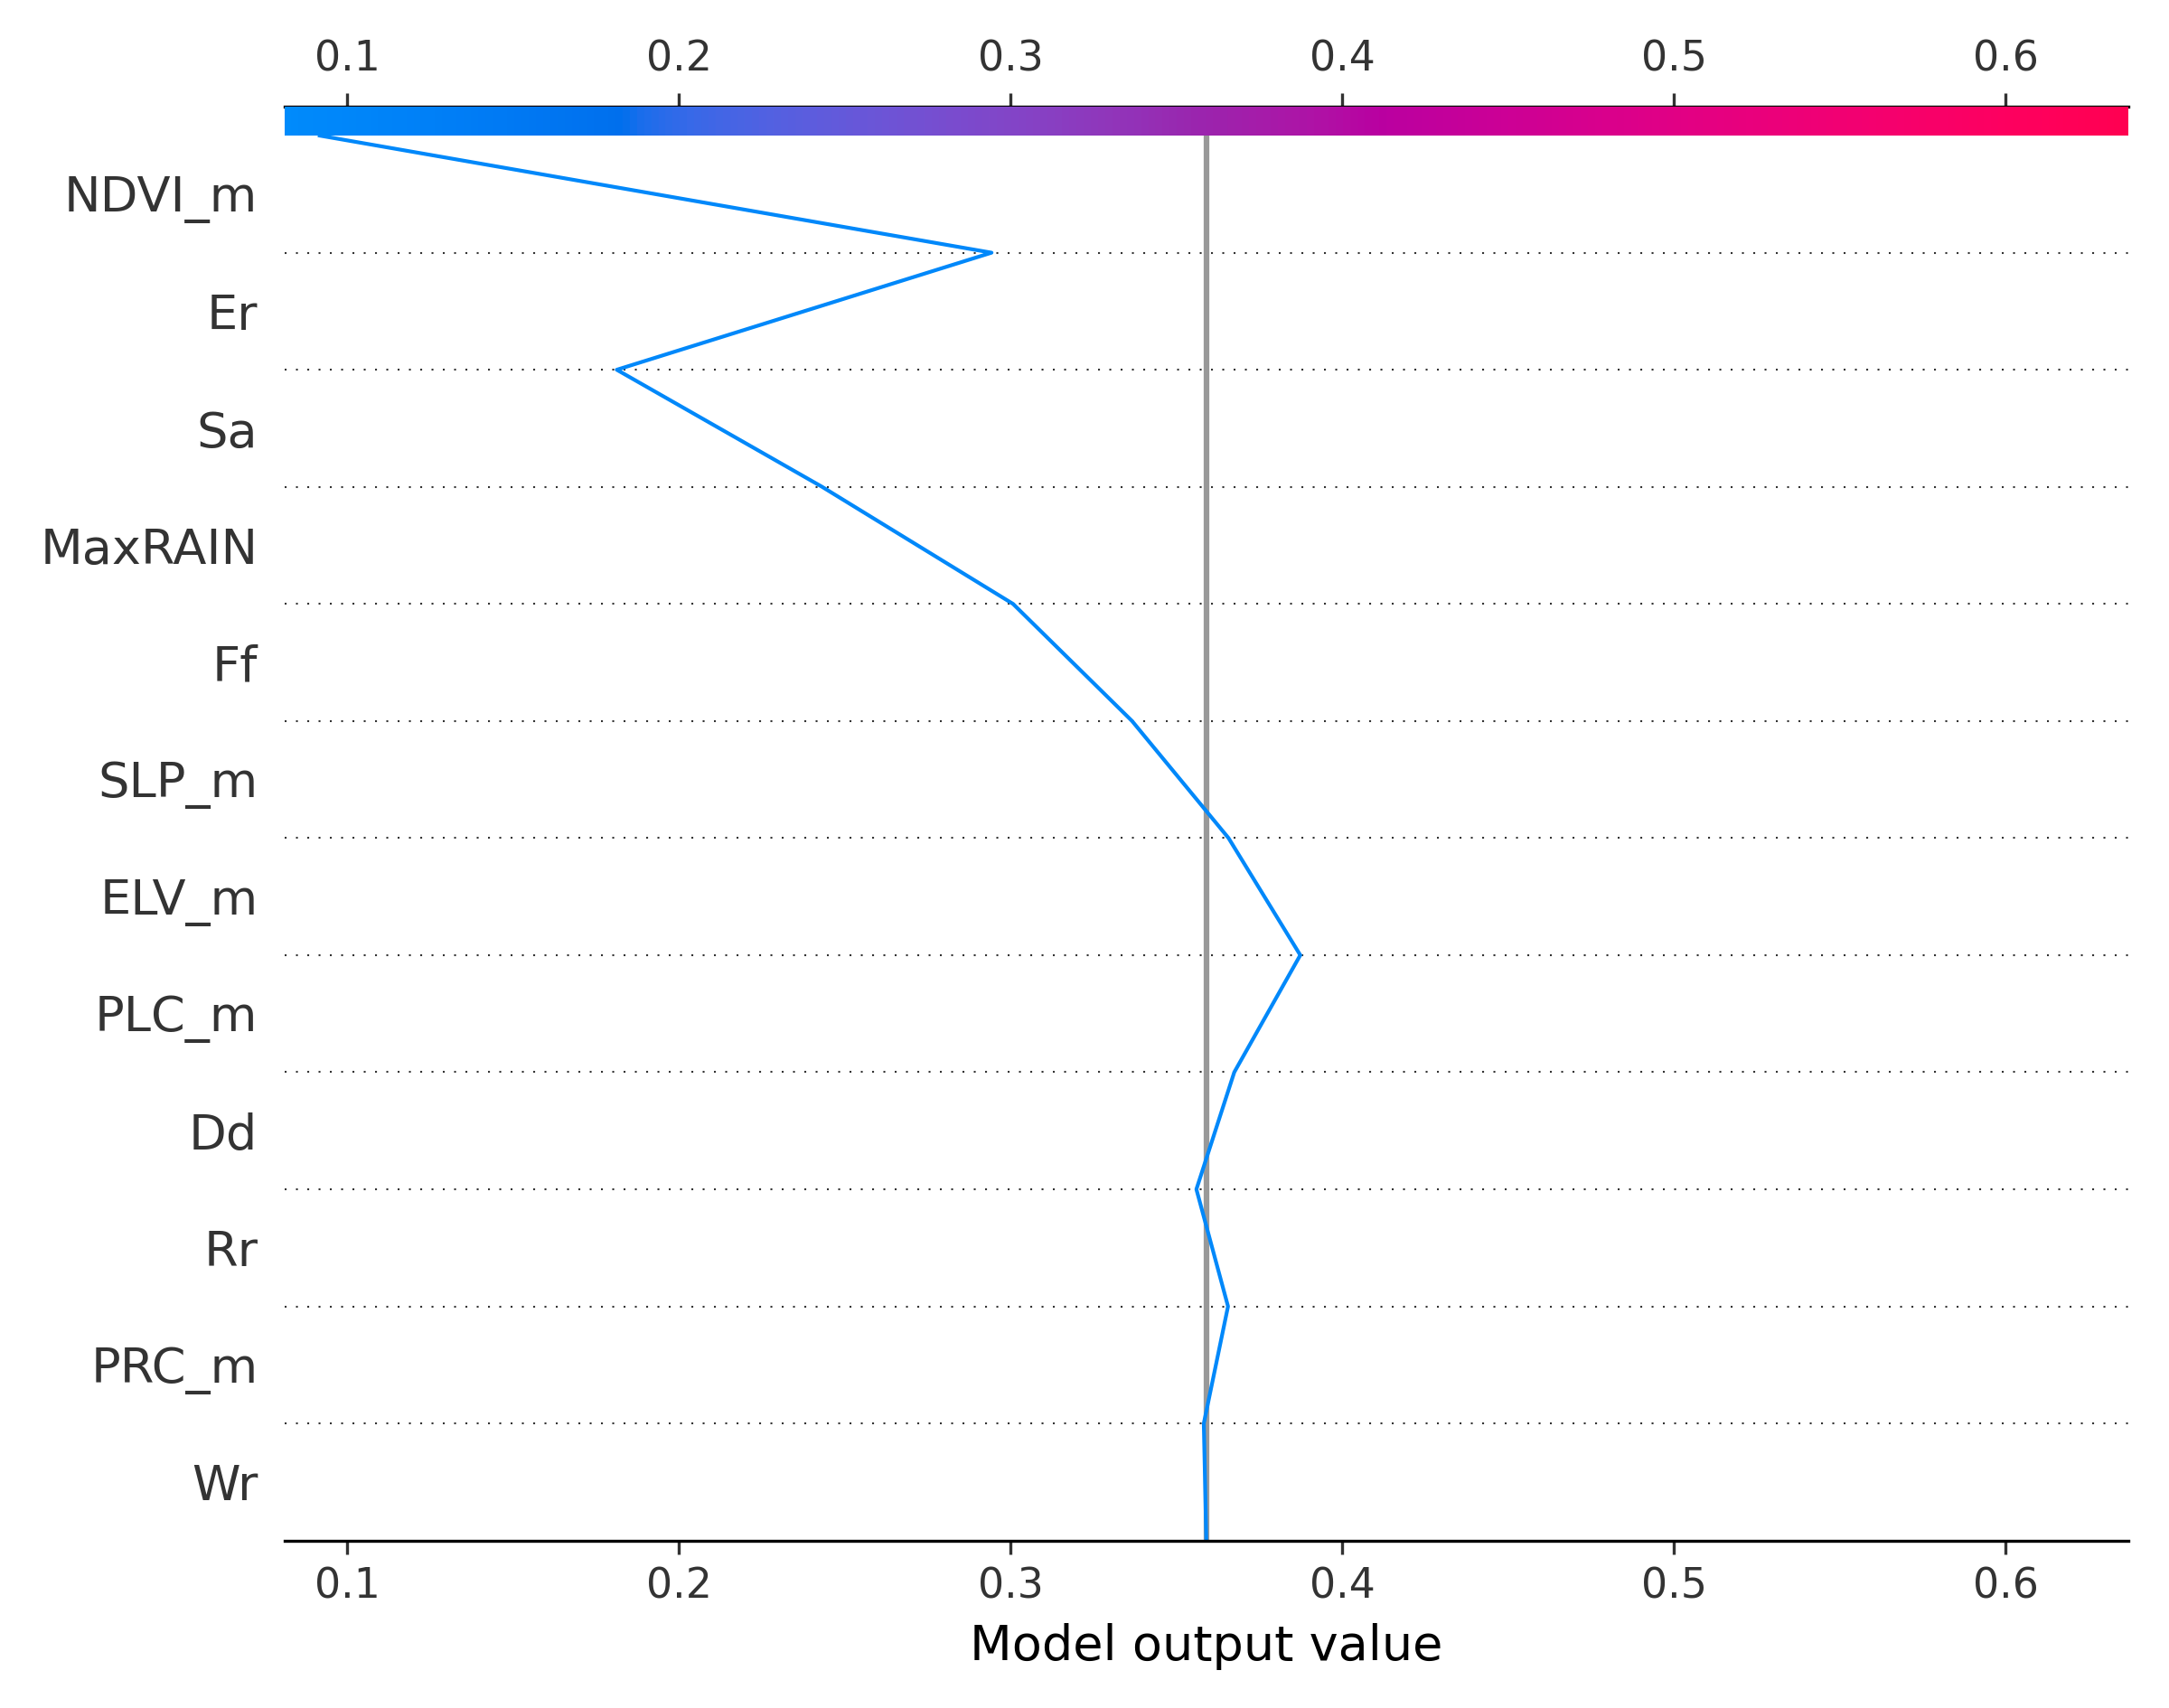 0.1 0.2 0.3 0.4 0.5 0.6
NDVI_m
Er
Sa
MaxRAIN
Ff
SLP_m
ELV_m
PLC_m
Dd
Rr
PRC_m
Wr
0.1 0.2 0.3 0.4 0.5 0.6
Model output value